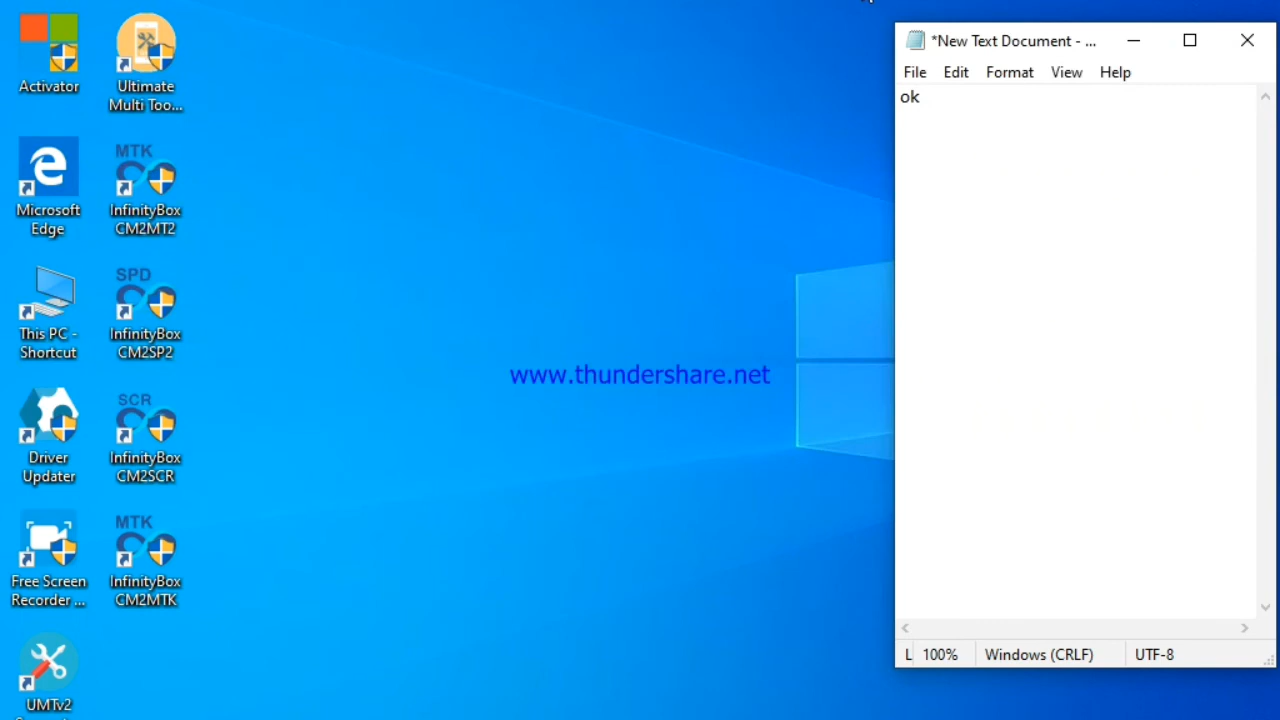 Activator
Ultimate
Multi Too...
Microsoft
Edge
MTK
InfinityBox
CM2MT2
This PC -
Shortcut
SPD
InfinityBox
CM2SP2
Driver
Updater
SCR
InfinityBox
CM2SCR
Free Screen
Recorder ...
MTK
InfinityBox
CM2MTK
UMTv2
www.thundershare.net
*New Text Document - ...
File Edit Format View Help
ok
L 100% Windows (CRLF) UTF-8